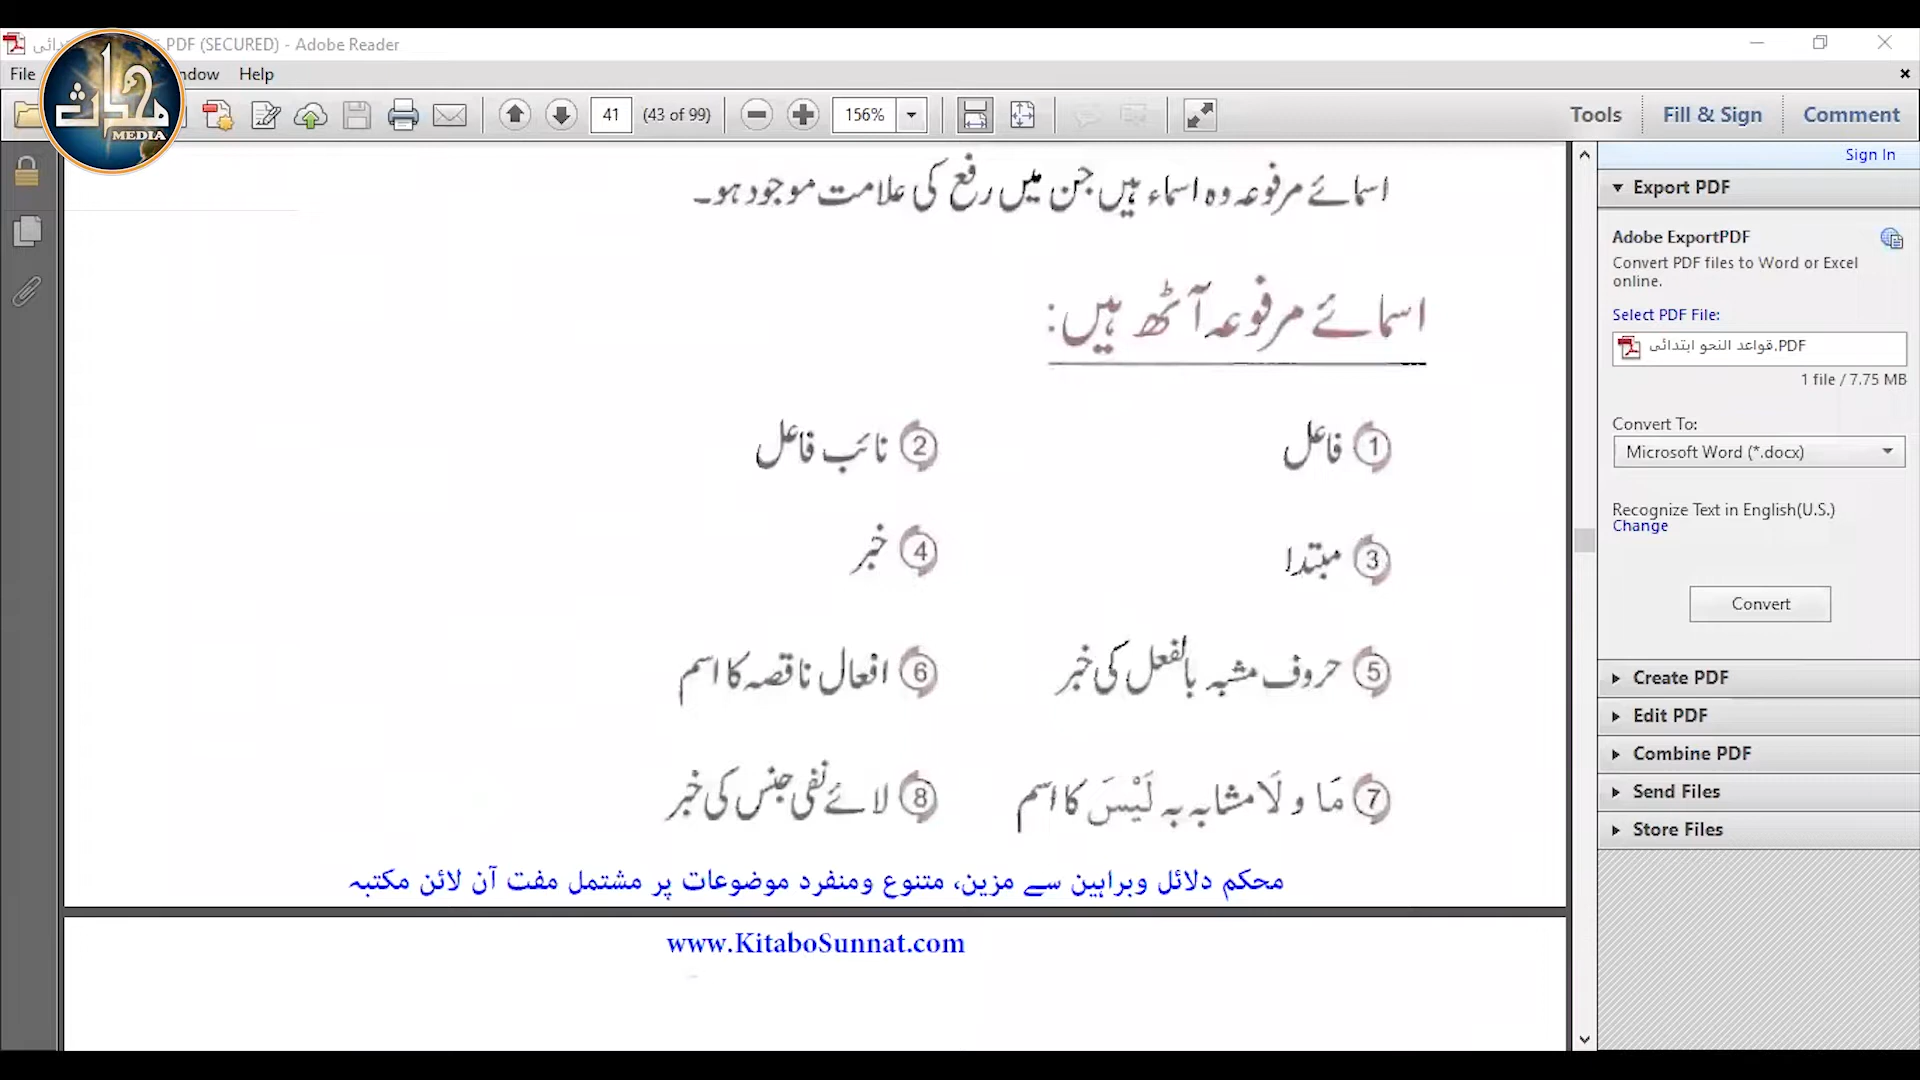 ابتدائی .PDF (SECURED) - Adobe Reader
File ndow Help
MEDIA
41 (43 of 99) 156% Tools Fill & Sign Comment
Sign In
اسمائے مرفوعہ وہ اسماء ہیں جن میں رفع کی علامت موجود ہو۔
اسمائے مرفوعہ آٹھ ہیں:
① فاعل ② نائب فاعل
③ مبتدا ④ خبر
⑤ حروف مشبہ بالفعل کی خبر ⑥ افعال ناقصہ کا اسم
⑦ مَا و لَا مشابہ بہ لَيْسَ کا اسم ⑧ لائے نفی جنس کی خبر
محکم دلائل وبراہین سے مزین، متنوع ومنفرد موضوعات پر مشتمل مفت آن لائن مکتبہ
www.KitaboSunnat.com
Export PDF
Adobe ExportPDF
Convert PDF files to Word or Excel
online.
Select PDF File:
قواعد النحو ابتدائی.PDF
1 file / 7.75 MB
Convert To:
Microsoft Word (*.docx)
Recognize Text in English(U.S.)
Change
Convert
Create PDF
Edit PDF
Combine PDF
Send Files
Store Files